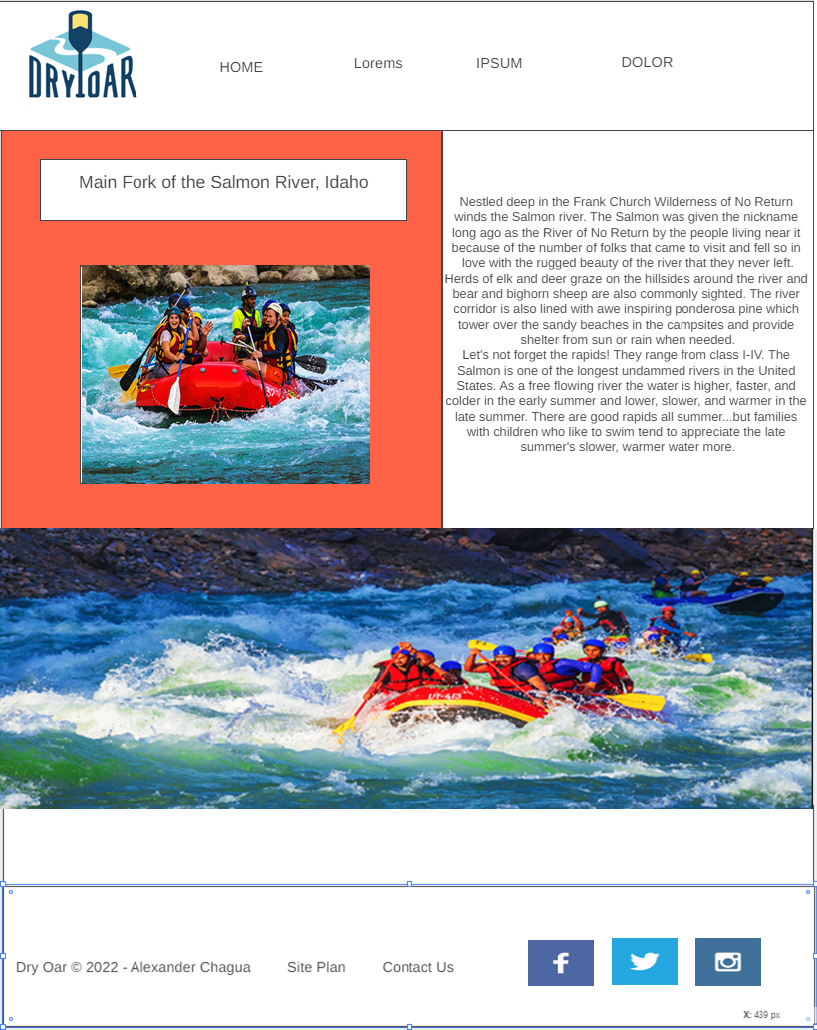 DRY OAR
HOME
Lorems
IPSUM
DOLOR
Main Fork of the Salmon River, Idaho
Nestled deep in the Frank Church Wilderness of No Return
winds the Salmon river. The Salmon was given the nickname
long ago as the River of No Return by the people living near it
because of the number of folks that came to visit and fell so in
love with the rugged beauty of the river that they never left.
Herds of elk and deer graze on the hillsides around the river and
bear and bighorn sheep are also commonly sighted. The river
corridor is also lined with awe inspiring ponderosa pine which
tower over the sandy beaches in the campsites and provide
shelter from sun or rain when needed.
Let's not forget the rapids! They range from class I-IV. The
Salmon is one of the longest undammed rivers in the United
States. As a free flowing river the water is higher, faster, and
colder in the early summer and lower, slower, and warmer in the
late summer. There are good rapids all summer...but families
with children who like to swim tend to appreciate the late
summer's slower, warmer water more.
UT-413
Dry Oar © 2022 - Alexander Chagua
Site Plan
Contact Us
X: 439 px